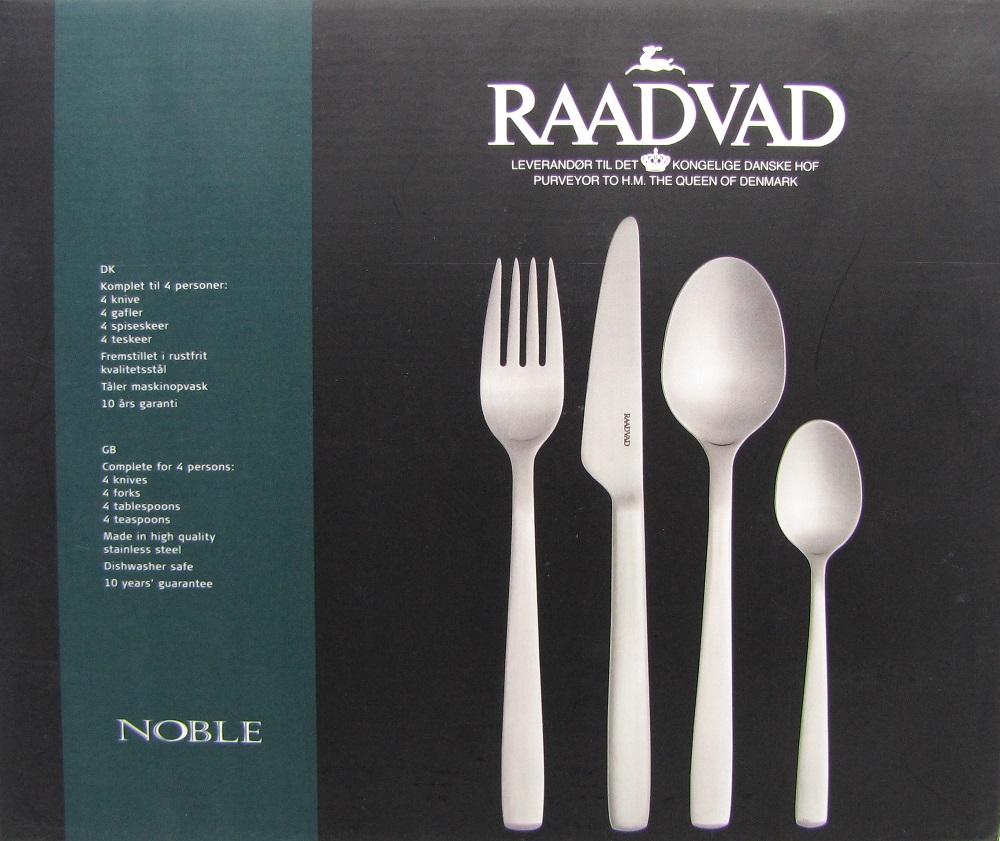 RAADVAD
LEVERANDØR TIL DET KONGELIGE DANSKE HOF
PURVEYOR TO H.M. THE QUEEN OF DENMARK
RAADVAD
DK
Komplet til 4 personer:
4 knive
4 gafler
4 spiseskeer
4 teskeer
Fremstillet i rustfrit
kvalitetsstål
Tåler maskinopvask
10 års garanti
GB
Complete for 4 persons:
4 knives
4 forks
4 tablespoons
4 teaspoons
Made in high quality
stainless steel
Dishwasher safe
10 years' guarantee
NOBLE